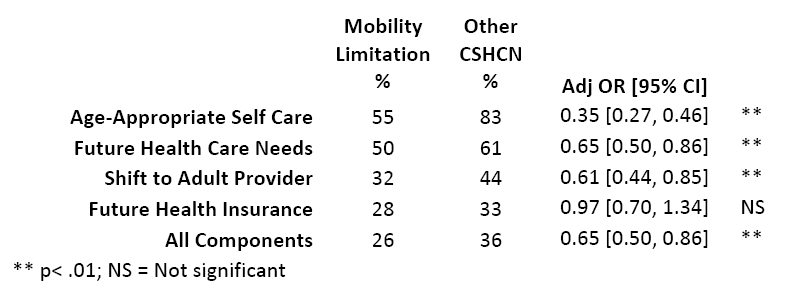 Mobility Other
Limitation CSHCN
% % Adj OR [95% CI]
Age-Appropriate Self Care 55 83 0.35 [0.27, 0.46] **
Future Health Care Needs 50 61 0.65 [0.50, 0.86] **
Shift to Adult Provider 32 44 0.61 [0.44, 0.85] **
Future Health Insurance 28 33 0.97 [0.70, 1.34] NS
All Components 26 36 0.65 [0.50, 0.86] **
** p< .01; NS = Not significant